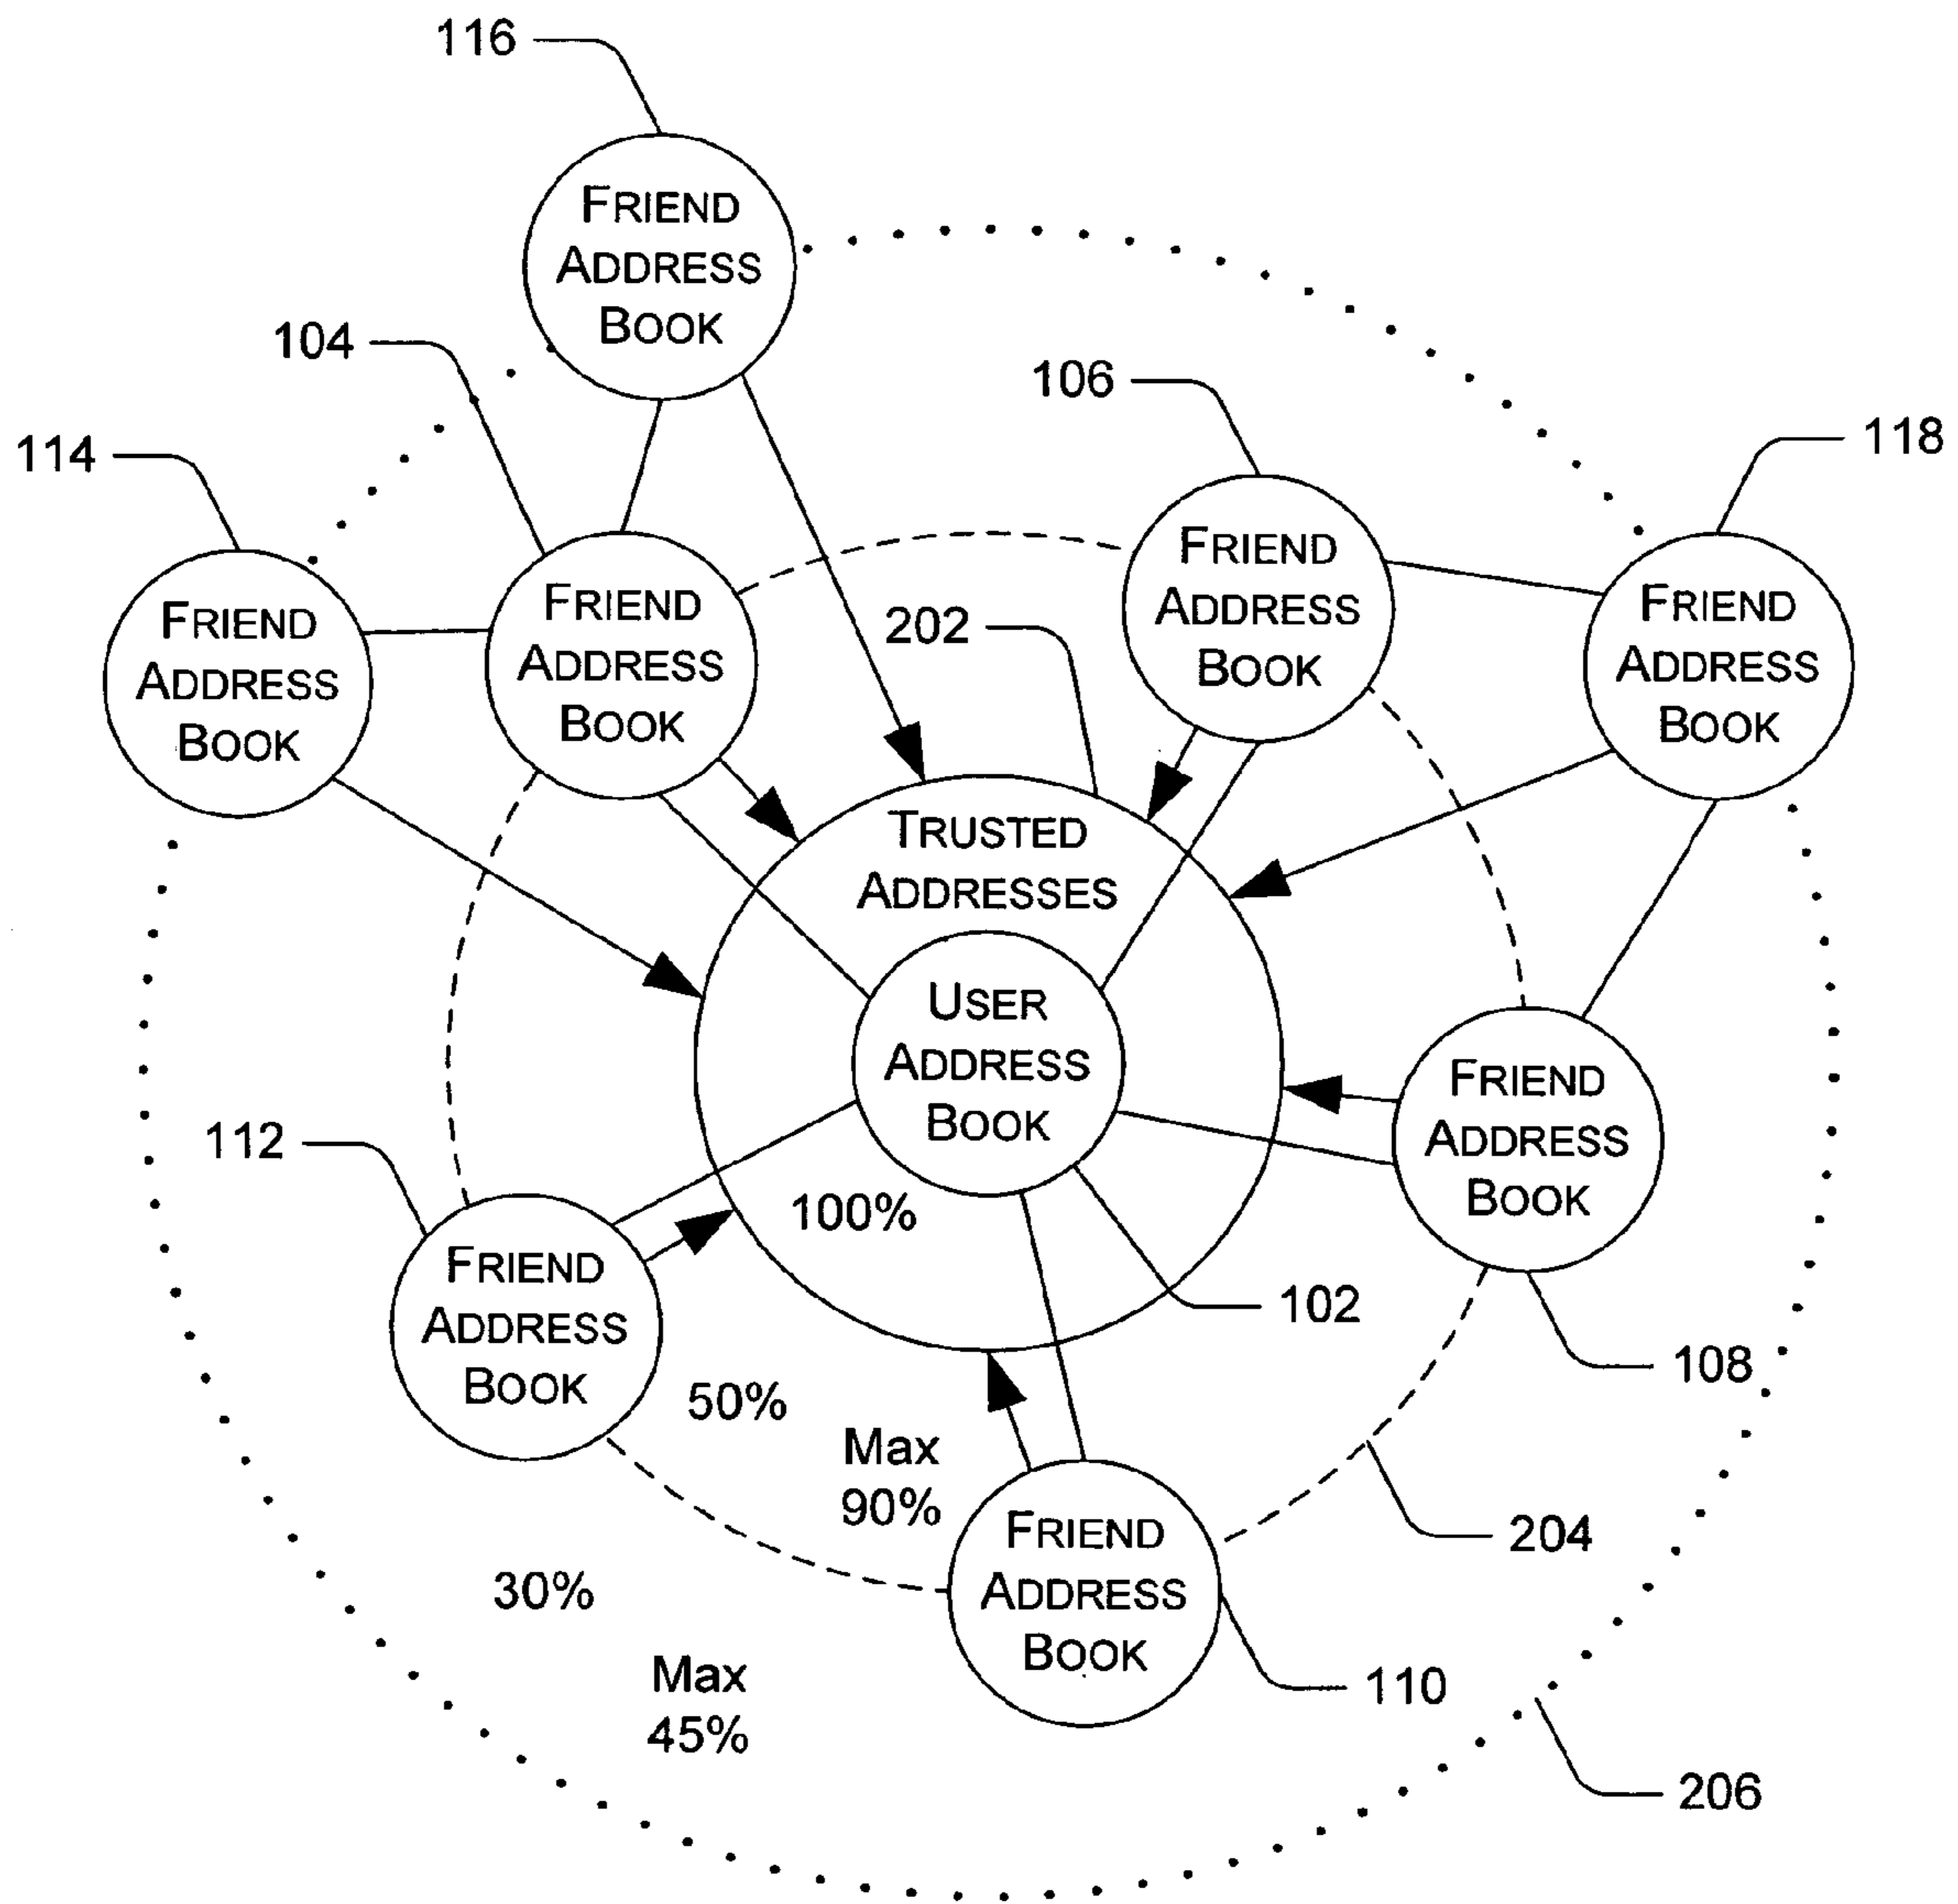 116
FRIEND
ADDRESS
BOOK
104
106
118
114
FRIEND
ADDRESS
BOOK
FRIEND
ADDRESS
BOOK
FRIEND
ADDRESS
BOOK
FRIEND
ADDRESS
BOOK
202
TRUSTED
ADDRESSES
USER
ADDRESS
BOOK
100%
FRIEND
ADDRESS
BOOK
112
FRIEND
ADDRESS
BOOK
102
108
50%
Max
90%
FRIEND
ADDRESS
BOOK
204
30%
Max
45%
110
206